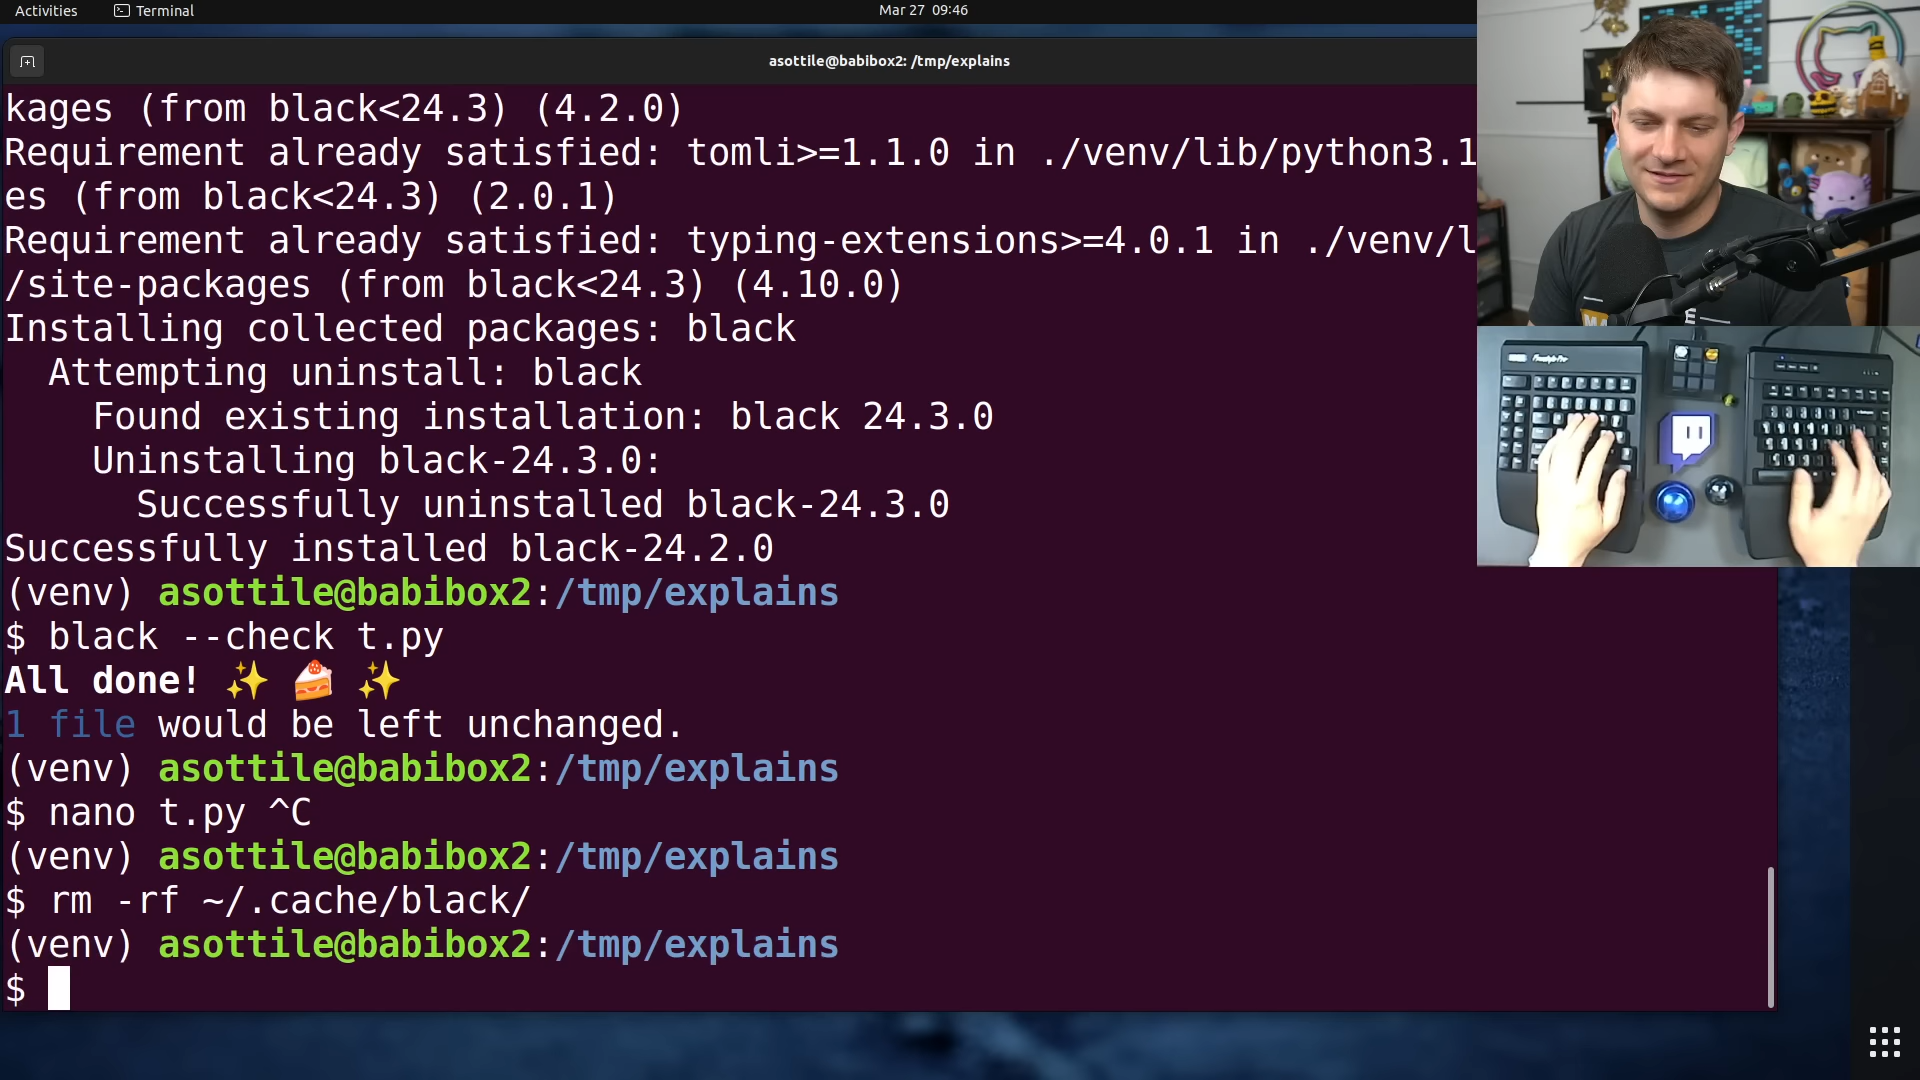 Activities
Terminal
Mar 27 09:46
asottile@babibox2: /tmp/explains
kages (from black<24.3) (4.2.0)
Requirement already satisfied: tomli>=1.1.0 in ./venv/lib/python3.1
es (from black<24.3) (2.0.1)
Requirement already satisfied: typing-extensions>=4.0.1 in ./venv/l
/site-packages (from black<24.3) (4.10.0)
Installing collected packages: black
  Attempting uninstall: black
    Found existing installation: black 24.3.0
    Uninstalling black-24.3.0:
      Successfully uninstalled black-24.3.0
Successfully installed black-24.2.0
(venv) asottile@babibox2:/tmp/explains
$ black --check t.py
All done! ✨ 🍰 ✨
1 file would be left unchanged.
(venv) asottile@babibox2:/tmp/explains
$ nano t.py ^C
(venv) asottile@babibox2:/tmp/explains
$ rm -rf ~/.cache/black/
(venv) asottile@babibox2:/tmp/explains
$